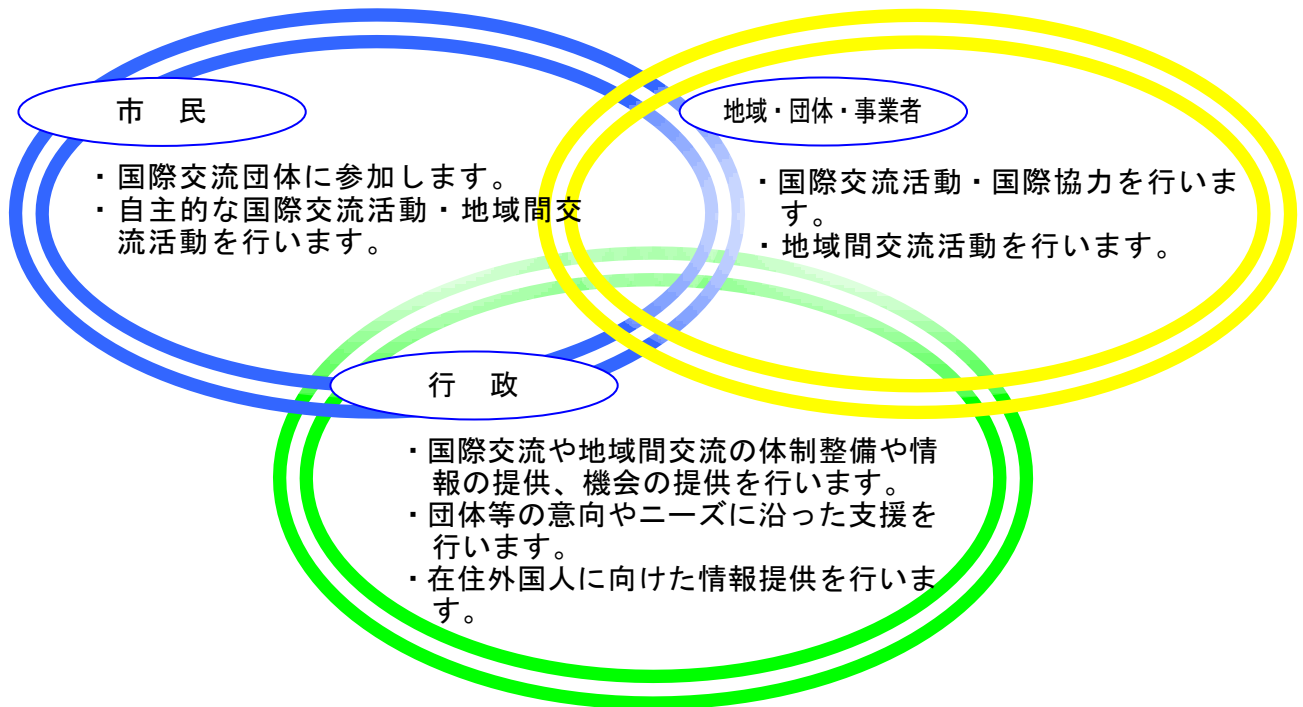 市　民
・国際交流団体に参加します。
・自主的な国際交流活動・地域間交
流活動を行います。
地域・団体・事業者
・国際交流活動・国際協力を行いま
す。
・地域間交流活動を行います。
行　政
・国際交流や地域間交流の体制整備や情
報の提供、機会の提供を行います。
・団体等の意向やニーズに沿った支援を
行います。
・在住外国人に向けた情報提供を行いま
す。